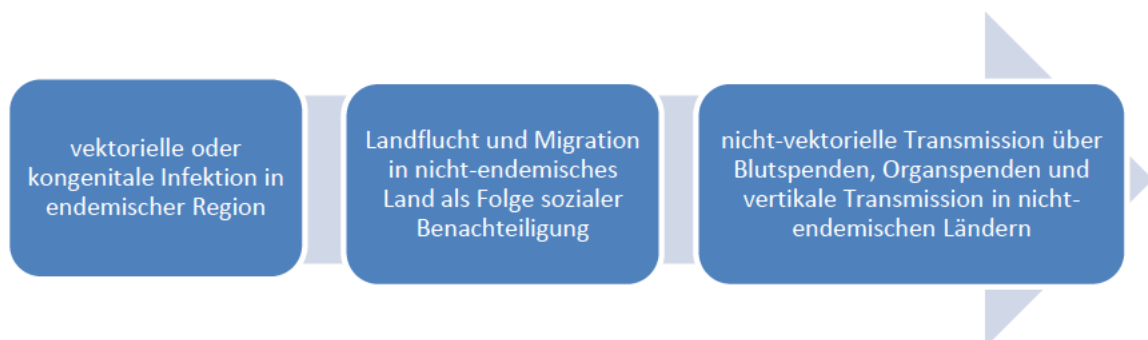 vektorielle oder
kongenitale Infektion in
endemischer Region
Landflucht und Migration
in nicht-endemisches
Land als Folge sozialer
Benachteiligung
nicht-vektorielle Transmission über
Blutspenden, Organspenden und
vertikale Transmission in nicht-
endemischen Ländern